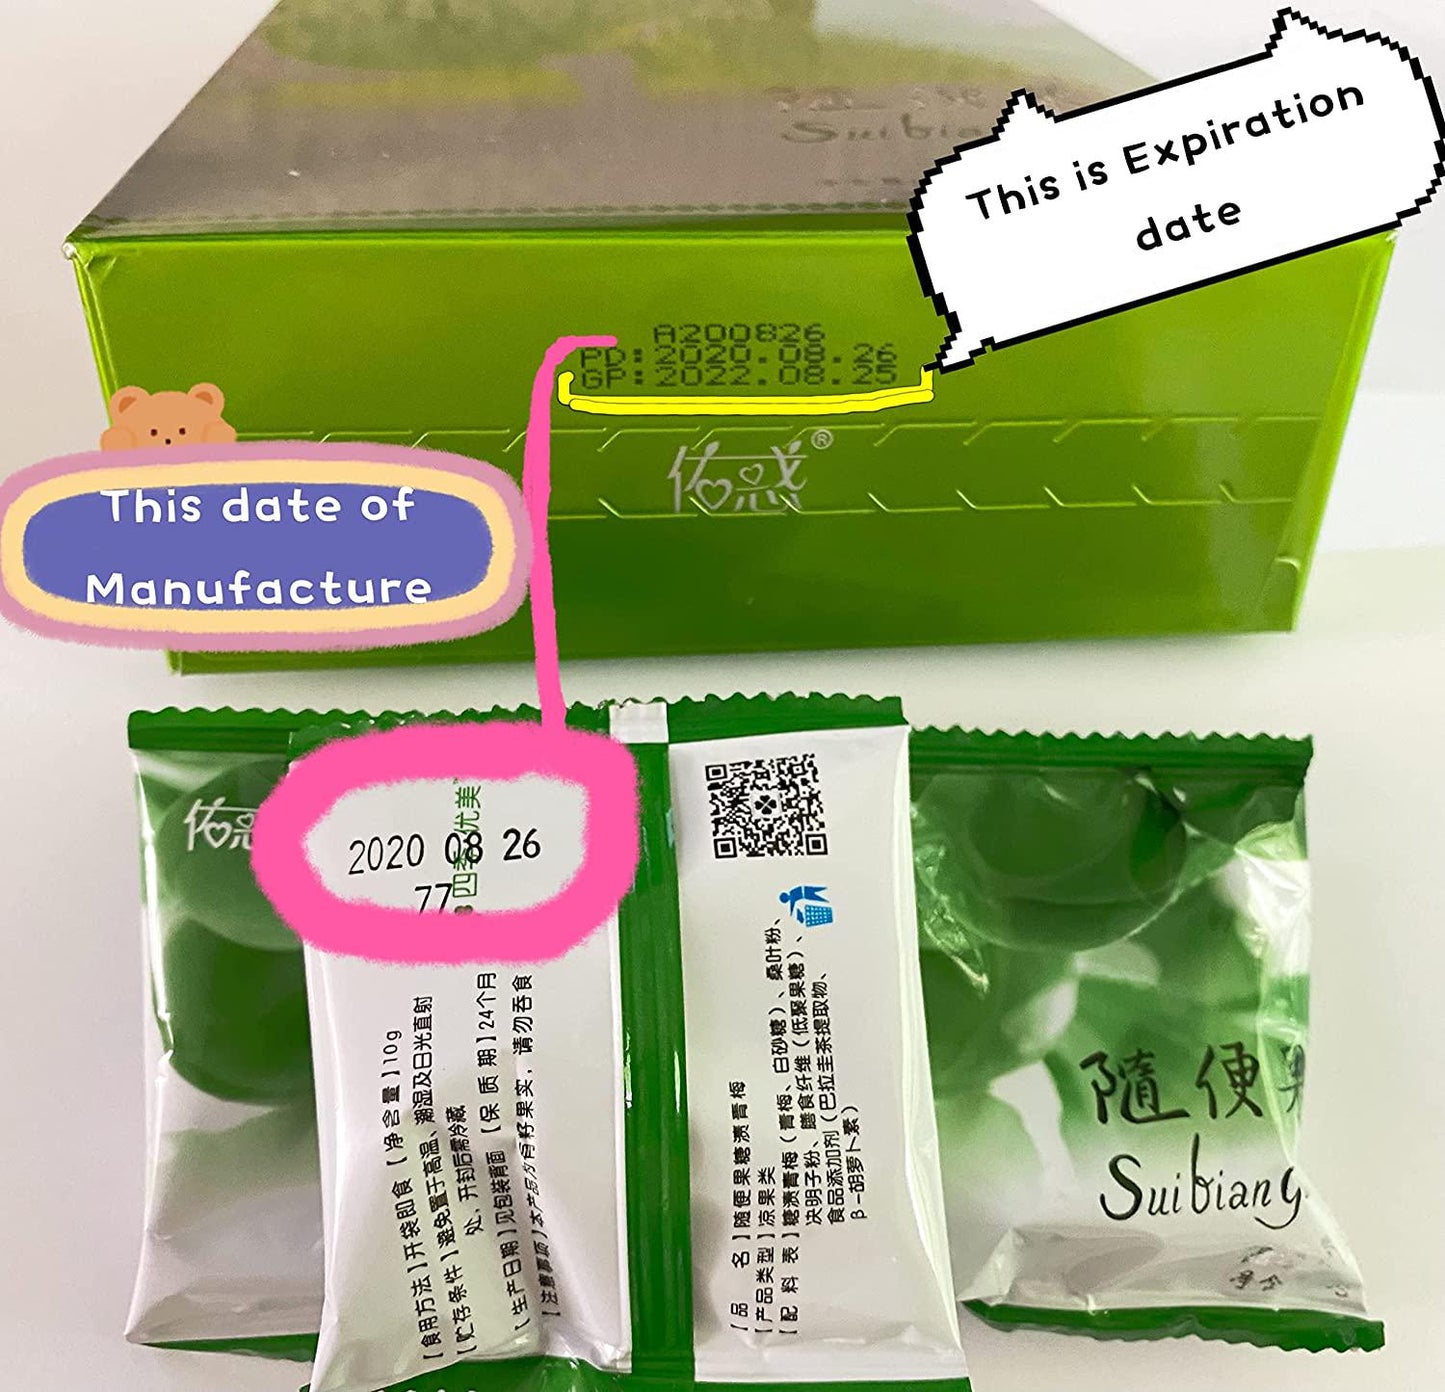 Suibian
This is Expiration
date
A200826
PD:2020.08.26
GP:2022.08.25
佑惑®
This date of
Manufacture
佑惑
2020 08 26
77
四季优美
【食用方法】开袋即食【净含量】10g
【贮存条件】避免置于高温、潮湿及日光直射
处，开封后需冷藏
【生产日期】见包装背面【保质期】24个月
【注意事项】本产品为有籽果实，请勿吞食
【品 名】随便果糖渍青梅
【产品类型】凉果类
【配料表】糖渍青梅（青梅、白砂糖）、桑叶粉、
决明子粉、膳食纤维（低聚果糖）、
食品添加剂（巴拉圭茶提取物、
β-胡萝卜素）
隨便果
Suibiang